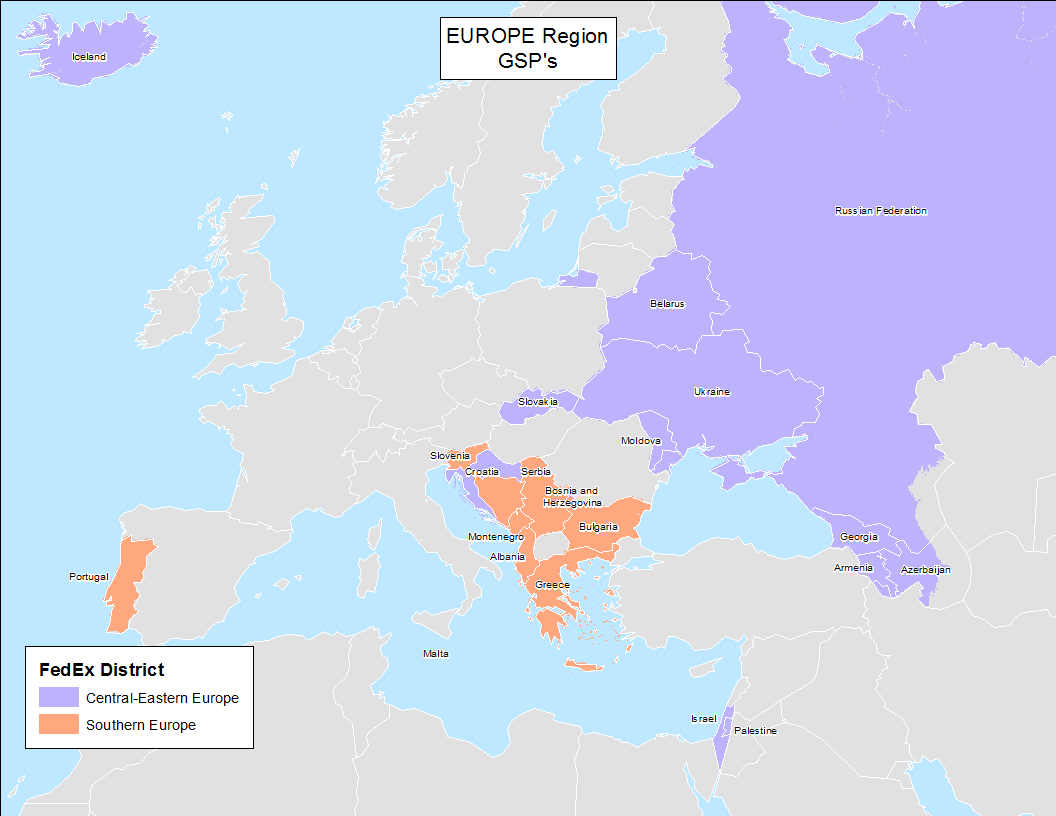 EUROPE Region
GSP's
Iceland
Russian Federation
Belarus
Ukraine
Slovakia
Moldova
Slovenia
Croatia
Serbia
Bosnia and
Herzegovina
Bulgaria
Montenegro
Georgia
Albania
Armenia
Azerbaijan
Portugal
Greece
Malta
Israel
Palestine
FedEx District
Central-Eastern Europe
Southern Europe